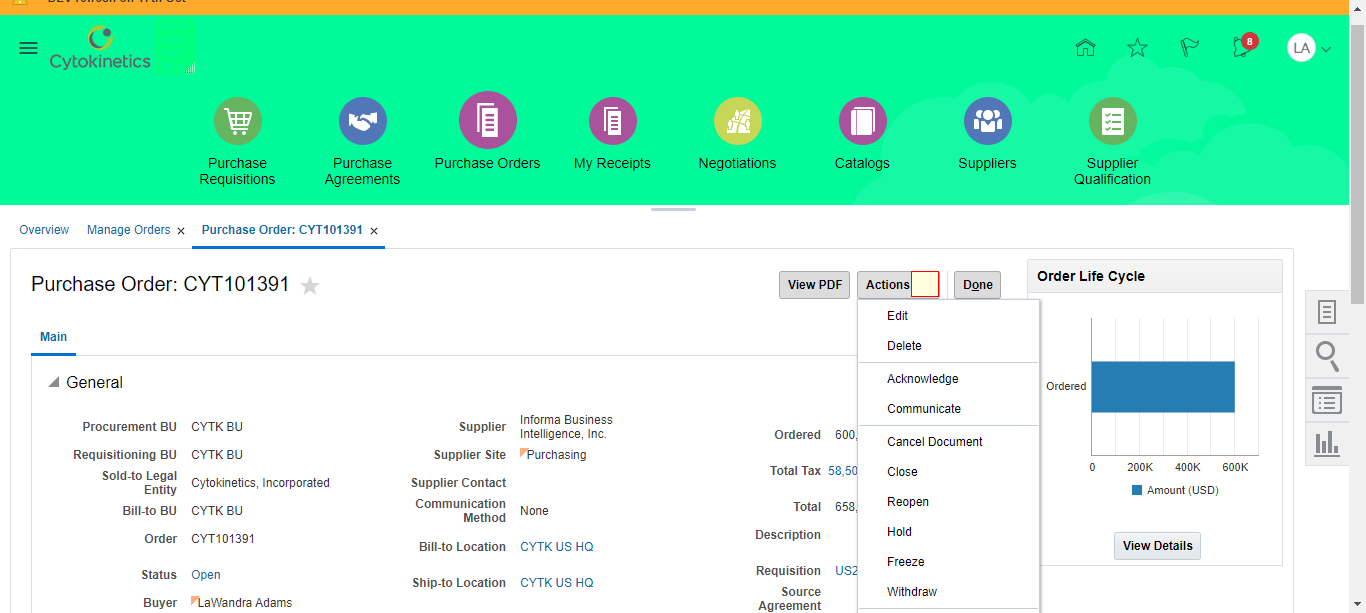 Cytokinetics
8
LA
Purchase Requisitions
Purchase Agreements
Purchase Orders
My Receipts
Negotiations
Catalogs
Suppliers
Supplier Qualification
Overview
Manage Orders ×
Purchase Order: CYT101391 ×
Purchase Order: CYT101391
View PDF
Actions
Done
Main
General
Procurement BU CYTK BU
Requisitioning BU CYTK BU
Sold-to Legal Entity Cytokinetics, Incorporated
Bill-to BU CYTK BU
Order CYT101391
Status Open
Buyer LaWandra Adams
Supplier Informa Business Intelligence, Inc.
Supplier Site Purchasing
Supplier Contact
Communication Method None
Bill-to Location CYTK US HQ
Ship-to Location CYTK US HQ
Ordered 600,
Total Tax 58,50
Total 658,
Description
Requisition US2
Source Agreement
Edit
Delete
Acknowledge
Communicate
Cancel Document
Close
Reopen
Hold
Freeze
Withdraw
Order Life Cycle
Ordered
0 200K 400K 600K
Amount (USD)
View Details